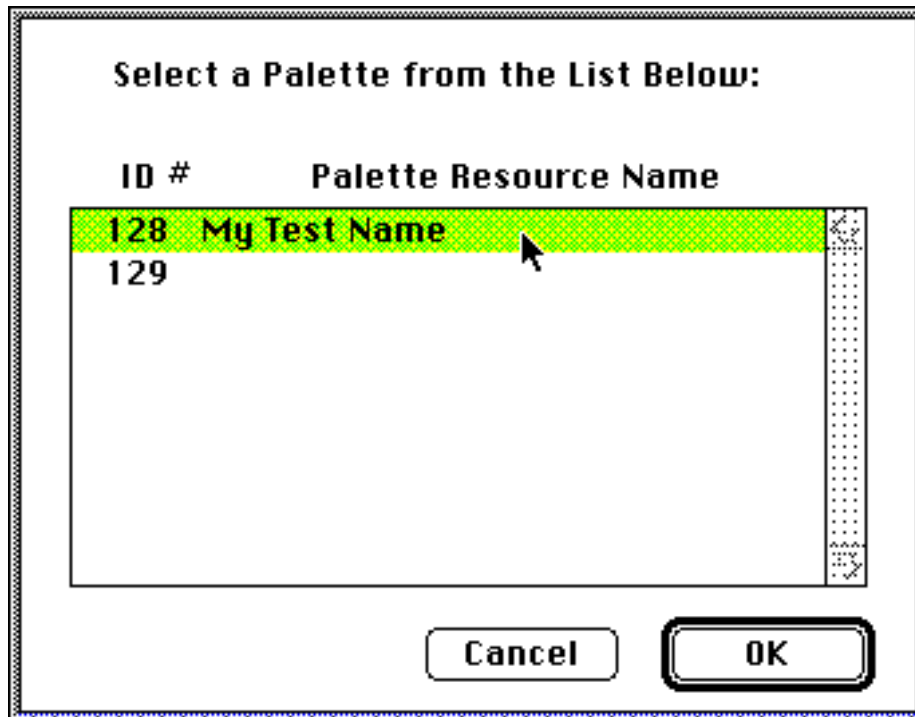 Select a Palette from the List Below:
ID # Palette Resource Name
128 My Test Name
129
Cancel OK